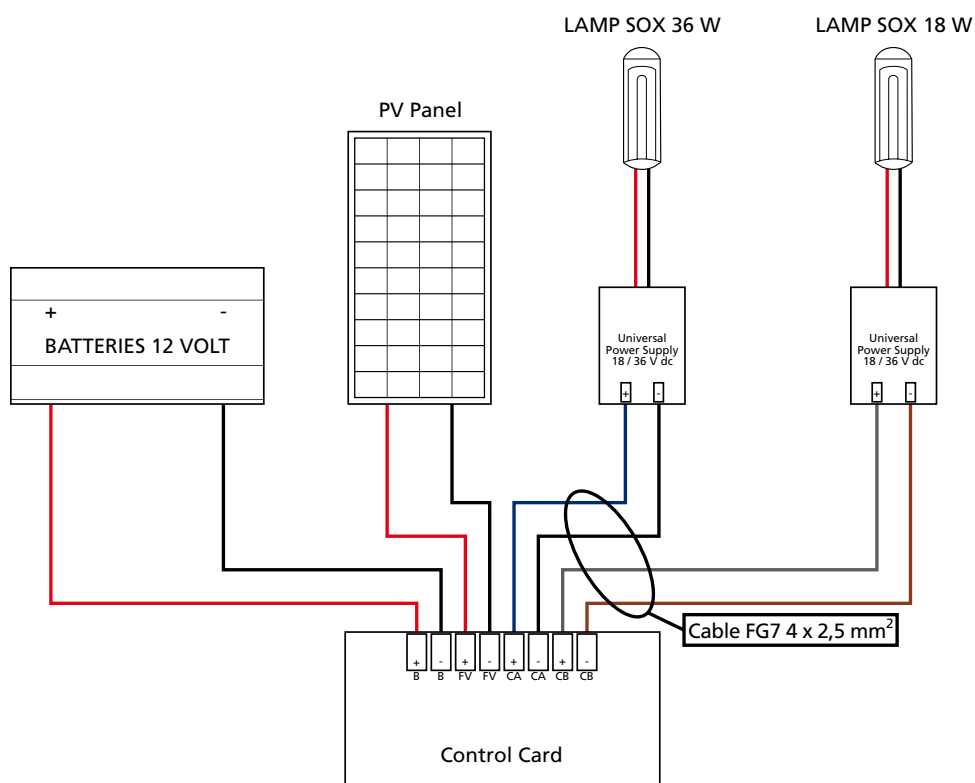 LAMP SOX 36 W
LAMP SOX 18 W
PV Panel
+ -
BATTERIES 12 VOLT
Universal
Power Supply
18 / 36 V dc
+ -
Universal
Power Supply
18 / 36 V dc
+ -
Cable FG7 4 x 2,5 mm²
+ - + - + - + -
B B FV FV CA CA CB CB
Control Card